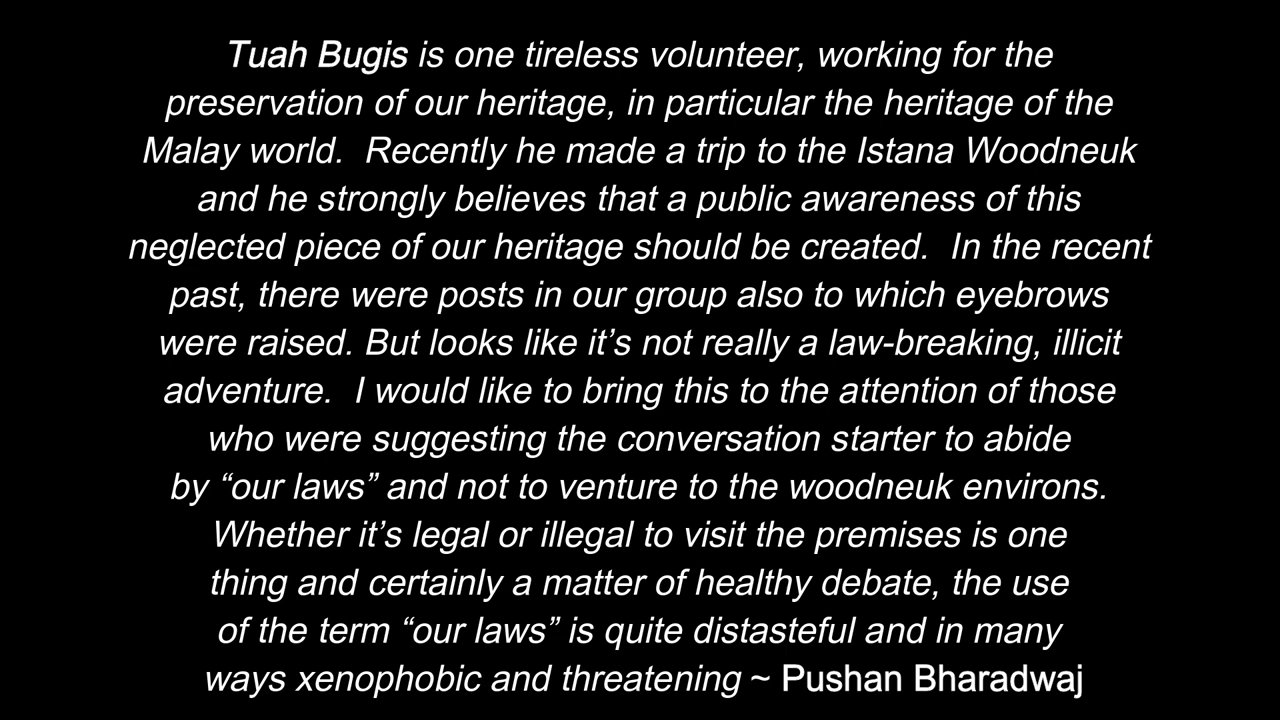 Tuah Bugis is one tireless volunteer, working for the
preservation of our heritage, in particular the heritage of the
Malay world.  Recently he made a trip to the Istana Woodneuk
and he strongly believes that a public awareness of this
neglected piece of our heritage should be created.  In the recent
past, there were posts in our group also to which eyebrows
were raised. But looks like it’s not really a law-breaking, illicit
adventure.  I would like to bring this to the attention of those
who were suggesting the conversation starter to abide
by “our laws” and not to venture to the woodneuk environs.
Whether it’s legal or illegal to visit the premises is one
thing and certainly a matter of healthy debate, the use
of the term “our laws” is quite distasteful and in many
ways xenophobic and threatening ~ Pushan Bharadwaj